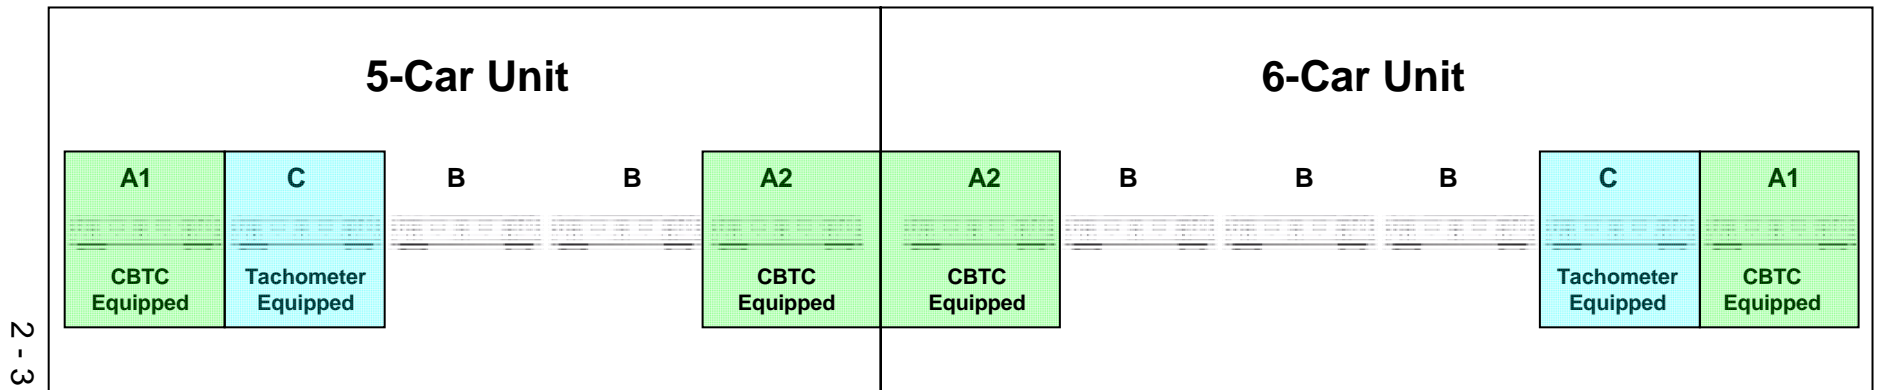 5-Car Unit
6-Car Unit
A1 C B B A2 A2 B B B C A1
CBTC Equipped
Tachometer Equipped
CBTC Equipped
CBTC Equipped
Tachometer Equipped
CBTC Equipped
2 - 3